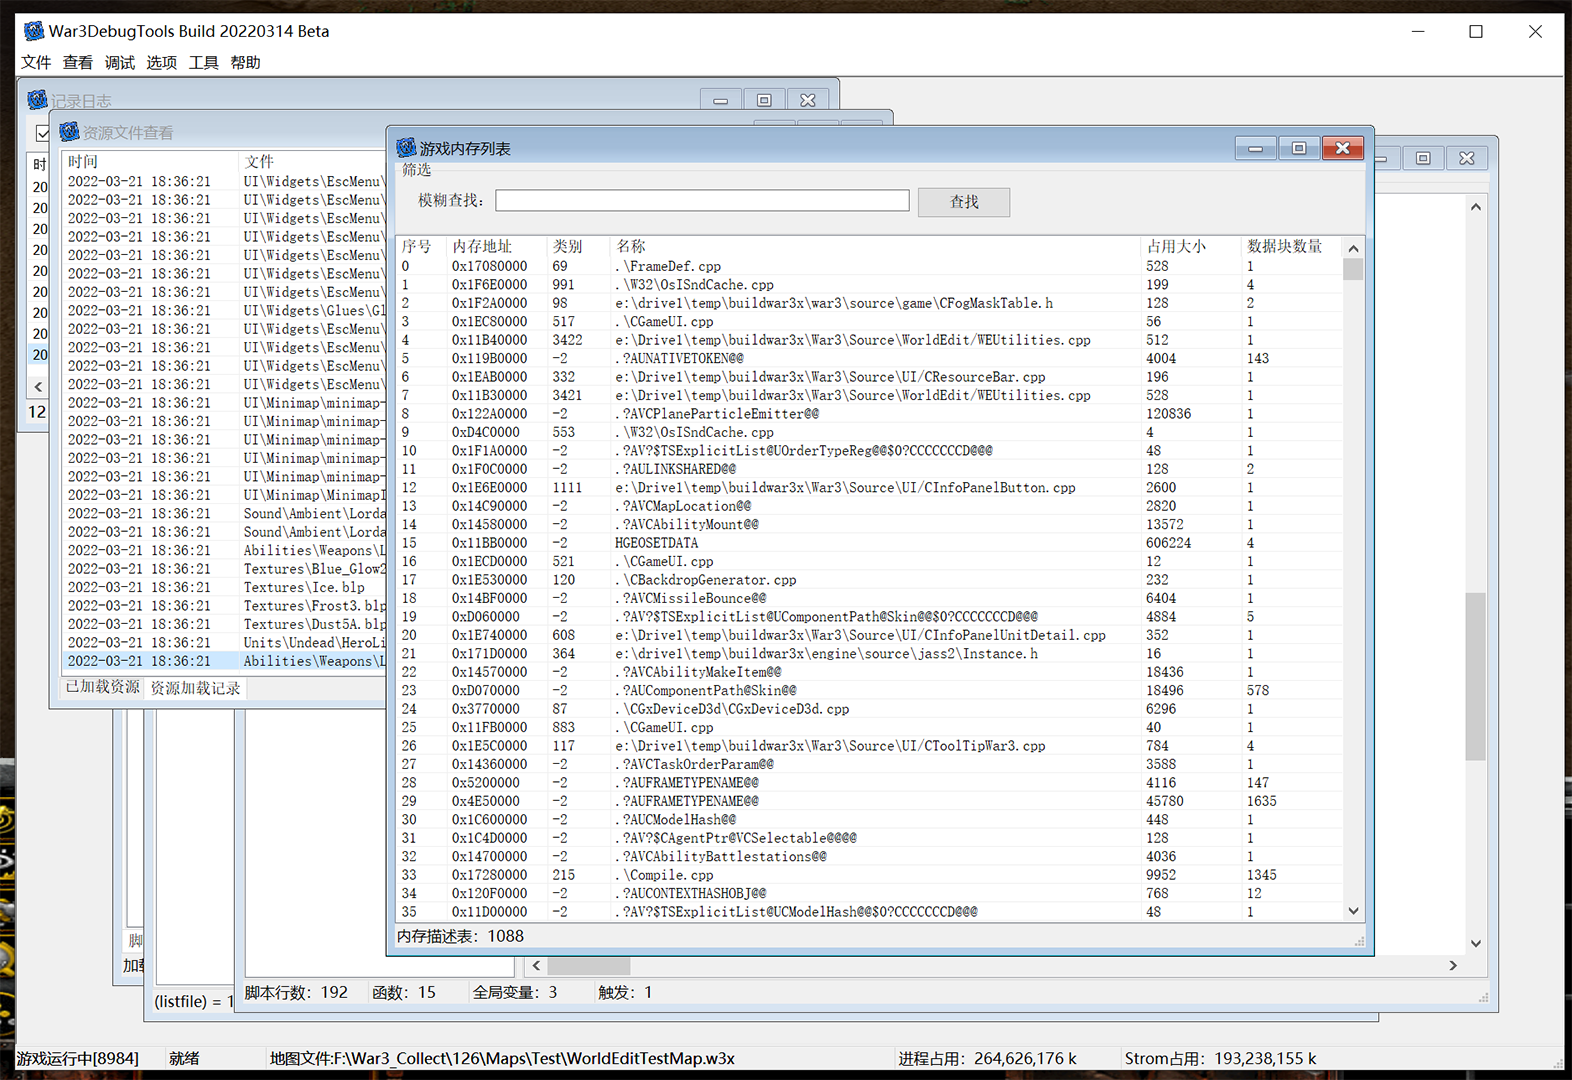 War3DebugTools Build 20220314 Beta
文件 查看 调试 选项 工具 帮助
记录日志
资源文件查看
时间 文件
2022-03-21 18:36:21 UI\Widgets\EscMenu\
2022-03-21 18:36:21 UI\Widgets\EscMenu\
2022-03-21 18:36:21 UI\Widgets\EscMenu\
2022-03-21 18:36:21 UI\Widgets\EscMenu\
2022-03-21 18:36:21 UI\Widgets\EscMenu\
2022-03-21 18:36:21 UI\Widgets\EscMenu\
2022-03-21 18:36:21 UI\Widgets\EscMenu\
2022-03-21 18:36:21 UI\Widgets\Glues\Gl
2022-03-21 18:36:21 UI\Widgets\EscMenu\
2022-03-21 18:36:21 UI\Widgets\EscMenu\
2022-03-21 18:36:21 UI\Widgets\EscMenu\
2022-03-21 18:36:21 UI\Widgets\EscMenu\
2022-03-21 18:36:21 UI\Minimap\minimap-
2022-03-21 18:36:21 UI\Minimap\minimap-
2022-03-21 18:36:21 UI\Minimap\minimap-
2022-03-21 18:36:21 UI\Minimap\minimap-
2022-03-21 18:36:21 UI\Minimap\minimap-
2022-03-21 18:36:21 UI\Minimap\MinimapI
2022-03-21 18:36:21 Sound\Ambient\Lorda
2022-03-21 18:36:21 Sound\Ambient\Lorda
2022-03-21 18:36:21 Abilities\Weapons\L
2022-03-21 18:36:21 Textures\Blue_Glow2
2022-03-21 18:36:21 Textures\Ice.blp
2022-03-21 18:36:21 Textures\Frost3.blp
2022-03-21 18:36:21 Textures\Dust5A.blp
2022-03-21 18:36:21 Units\Undead\HeroLi
2022-03-21 18:36:21 Abilities\Weapons\L
已加载资源 资源加载记录
时
20
20
20
20
20
20
20
20
20
12
游戏内存列表
筛选
模糊查找: 查找
序号 内存地址 类别 名称 占用大小 数据块数量
0 0x17080000 69 .\FrameDef.cpp 528 1
1 0x1F6E0000 991 .\W32\OsISndCache.cpp 199 4
2 0x1F2A0000 98 e:\drive1\temp\buildwar3x\war3\source\game\CFogMaskTable.h 128 2
3 0x1EC80000 517 .\CGameUI.cpp 56 1
4 0x11B40000 3422 e:\Drive1\temp\buildwar3x\War3\Source\WorldEdit/WEUtilities.cpp 512 1
5 0x119B0000 -2 .?AUNATIVETOKEN@@ 4004 143
6 0x1EAB0000 332 e:\Drive1\temp\buildwar3x\War3\Source\UI/CResourceBar.cpp 196 1
7 0x11B30000 3421 e:\Drive1\temp\buildwar3x\War3\Source\WorldEdit/WEUtilities.cpp 528 1
8 0x122A0000 -2 .?AVCPlaneParticleEmitter@@ 120836 1
9 0xD4C0000 553 .\W32\OsISndCache.cpp 4 1
10 0x1F1A0000 -2 .?AV?$TSExplicitList@UOrderTypeReg@@$0?CCCCCCCD@@@ 48 1
11 0x1F0C0000 -2 .?AULINKSHARED@@ 128 2
12 0x1E6E0000 1111 e:\Drive1\temp\buildwar3x\War3\Source\UI/CInfoPanelButton.cpp 2600 1
13 0x14C90000 -2 .?AVCMapLocation@@ 2820 1
14 0x14580000 -2 .?AVCAbilityMount@@ 13572 1
15 0x11BB0000 -2 HGEOSETDATA 606224 4
16 0x1ECD0000 521 .\CGameUI.cpp 12 1
17 0x1E530000 120 .\CBackdropGenerator.cpp 232 1
18 0x14BF0000 -2 .?AVCMissileBounce@@ 6404 1
19 0xD060000 -2 .?AV?$TSExplicitList@UComponentPath@Skin@@$0?CCCCCCCD@@@ 4884 5
20 0x1E740000 608 e:\Drive1\temp\buildwar3x\War3\Source\UI/CInfoPanelUnitDetail.cpp 352 1
21 0x171D0000 364 e:\drive1\temp\buildwar3x\engine\source\jass2\Instance.h 16 1
22 0x14570000 -2 .?AVCAbilityMakeItem@@ 18436 1
23 0xD070000 -2 .?AUComponentPath@Skin@@ 18496 578
24 0x3770000 87 .\CGxDeviceD3d\CGxDeviceD3d.cpp 6296 1
25 0x11FB0000 883 .\CGameUI.cpp 40 1
26 0x1E5C0000 117 e:\Drive1\temp\buildwar3x\War3\Source\UI/CToolTipWar3.cpp 784 4
27 0x14360000 -2 .?AVCTaskOrderParam@@ 3588 1
28 0x5200000 -2 .?AUFRAMETYPENAME@@ 4116 147
29 0x4E50000 -2 .?AUFRAMETYPENAME@@ 45780 1635
30 0x1C600000 -2 .?AUCModelHash@@ 448 1
31 0x1C4D0000 -2 .?AV?$CAgentPtr@VCSelectable@@@@ 128 1
32 0x14700000 -2 .?AVCAbilityBattlestations@@ 4036 1
33 0x17280000 215 .\Compile.cpp 9952 1345
34 0x120F0000 -2 .?AUCONTEXTHASHOBJ@@ 768 12
35 0x11D00000 -2 .?AV?$TSExplicitList@UCModelHash@@$0?CCCCCCCD@@@ 48 1
内存描述表: 1088
脚
加载
(listfile) = 1
脚本行数: 192 函数: 15 全局变量: 3 触发: 1
游戏运行中[8984] 就绪 地图文件:F:\War3_Collect\126\Maps\Test\WorldEditTestMap.w3x 进程占用: 264,626,176 k Strom占用: 193,238,155 k